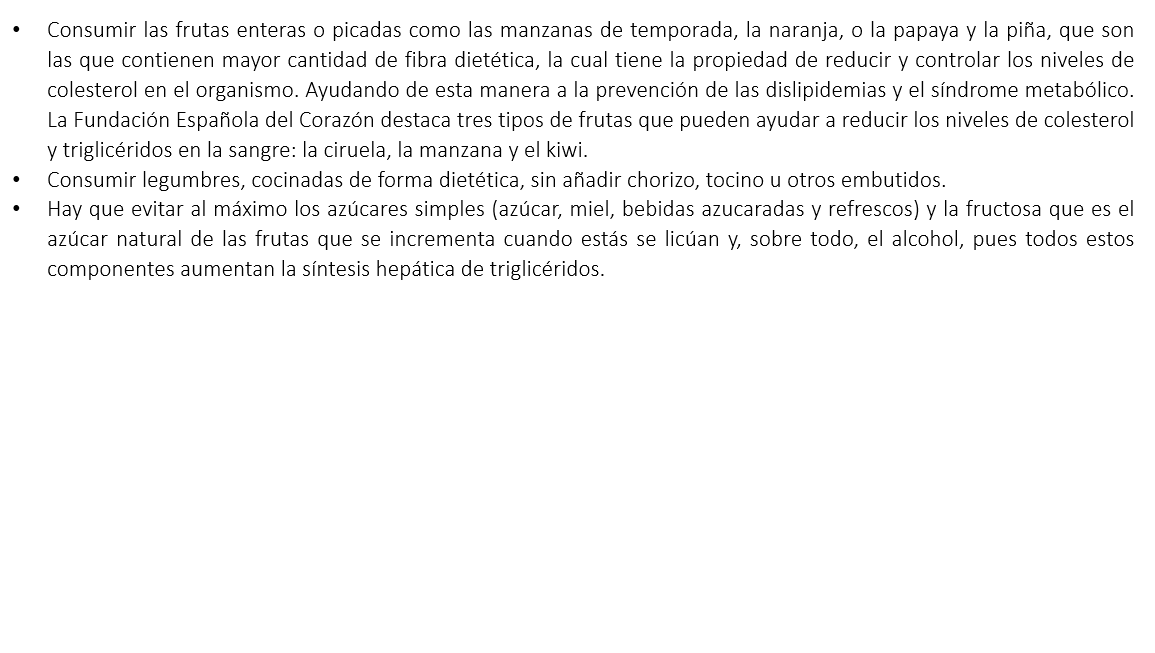 • Consumir las frutas enteras o picadas como las manzanas de temporada, la naranja, o la papaya y la piña, que son
las que contienen mayor cantidad de fibra dietética, la cual tiene la propiedad de reducir y controlar los niveles de
colesterol en el organismo. Ayudando de esta manera a la prevención de las dislipidemias y el síndrome metabólico.
La Fundación Española del Corazón destaca tres tipos de frutas que pueden ayudar a reducir los niveles de colesterol
y triglicéridos en la sangre: la ciruela, la manzana y el kiwi.
• Consumir legumbres, cocinadas de forma dietética, sin añadir chorizo, tocino u otros embutidos.
• Hay que evitar al máximo los azúcares simples (azúcar, miel, bebidas azucaradas y refrescos) y la fructosa que es el
azúcar natural de las frutas que se incrementa cuando estás se licúan y, sobre todo, el alcohol, pues todos estos
componentes aumentan la síntesis hepática de triglicéridos.